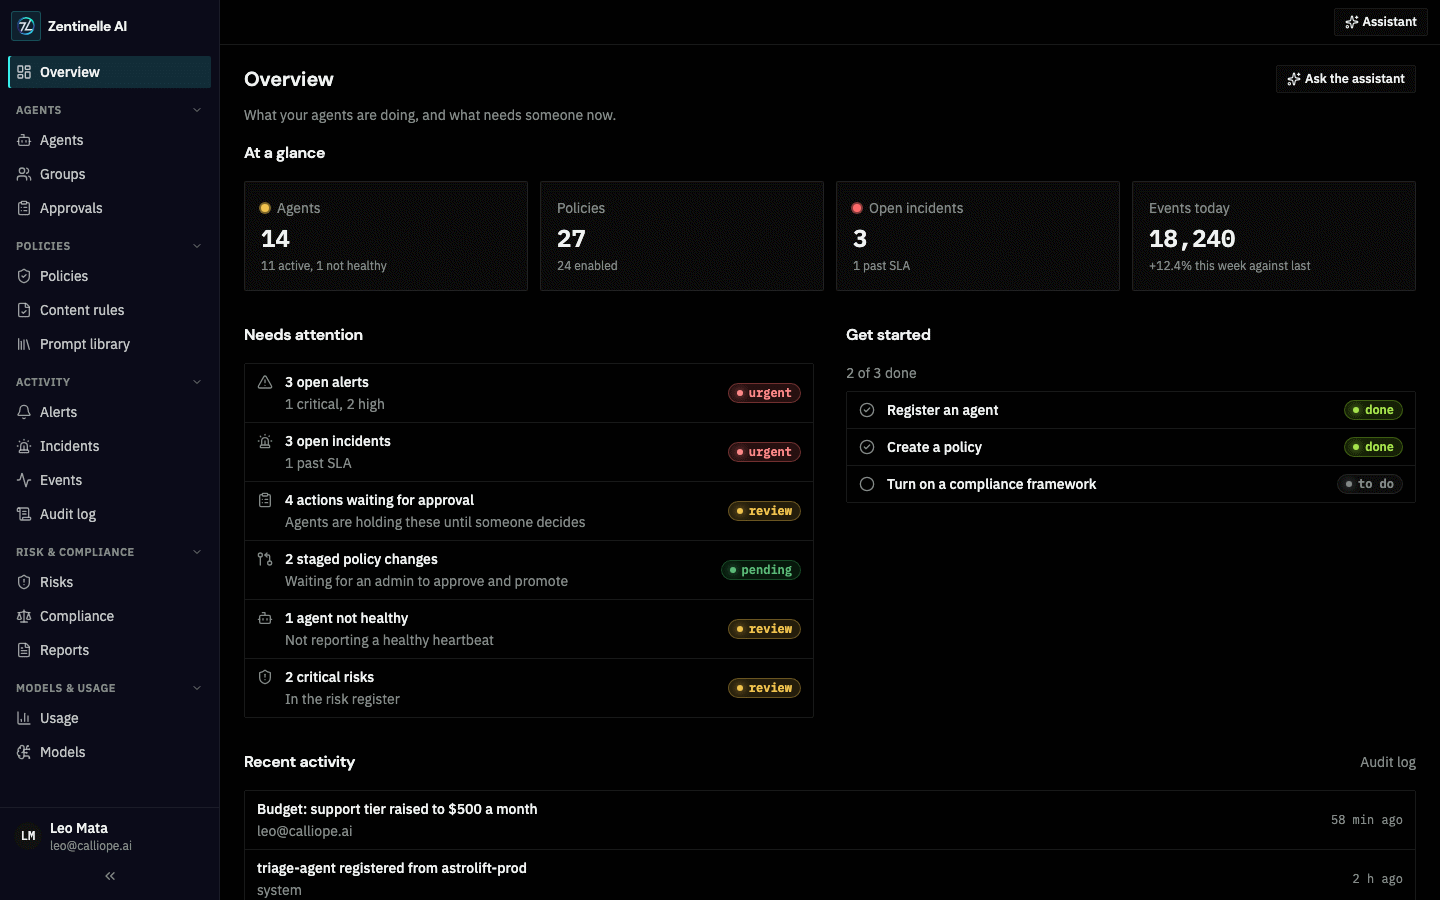 Zentinelle AI
Assistant
Overview
AGENTS
Agents
Groups
Approvals
POLICIES
Policies
Content rules
Prompt library
ACTIVITY
Alerts
Incidents
Events
Audit log
RISK & COMPLIANCE
Risks
Compliance
Reports
MODELS & USAGE
Usage
Models
LM
Leo Mata
leo@calliope.ai
Overview
Ask the assistant
What your agents are doing, and what needs someone now.
At a glance
Agents
14
11 active, 1 not healthy
Policies
27
24 enabled
Open incidents
3
1 past SLA
Events today
18,240
+12.4% this week against last
Needs attention
3 open alerts
1 critical, 2 high
urgent
3 open incidents
1 past SLA
urgent
4 actions waiting for approval
Agents are holding these until someone decides
review
2 staged policy changes
Waiting for an admin to approve and promote
pending
1 agent not healthy
Not reporting a healthy heartbeat
review
2 critical risks
In the risk register
review
Get started
2 of 3 done
Register an agent
done
Create a policy
done
Turn on a compliance framework
to do
Recent activity
Audit log
Budget: support tier raised to $500 a month
leo@calliope.ai
58 min ago
triage-agent registered from astrolift-prod
system
2 h ago